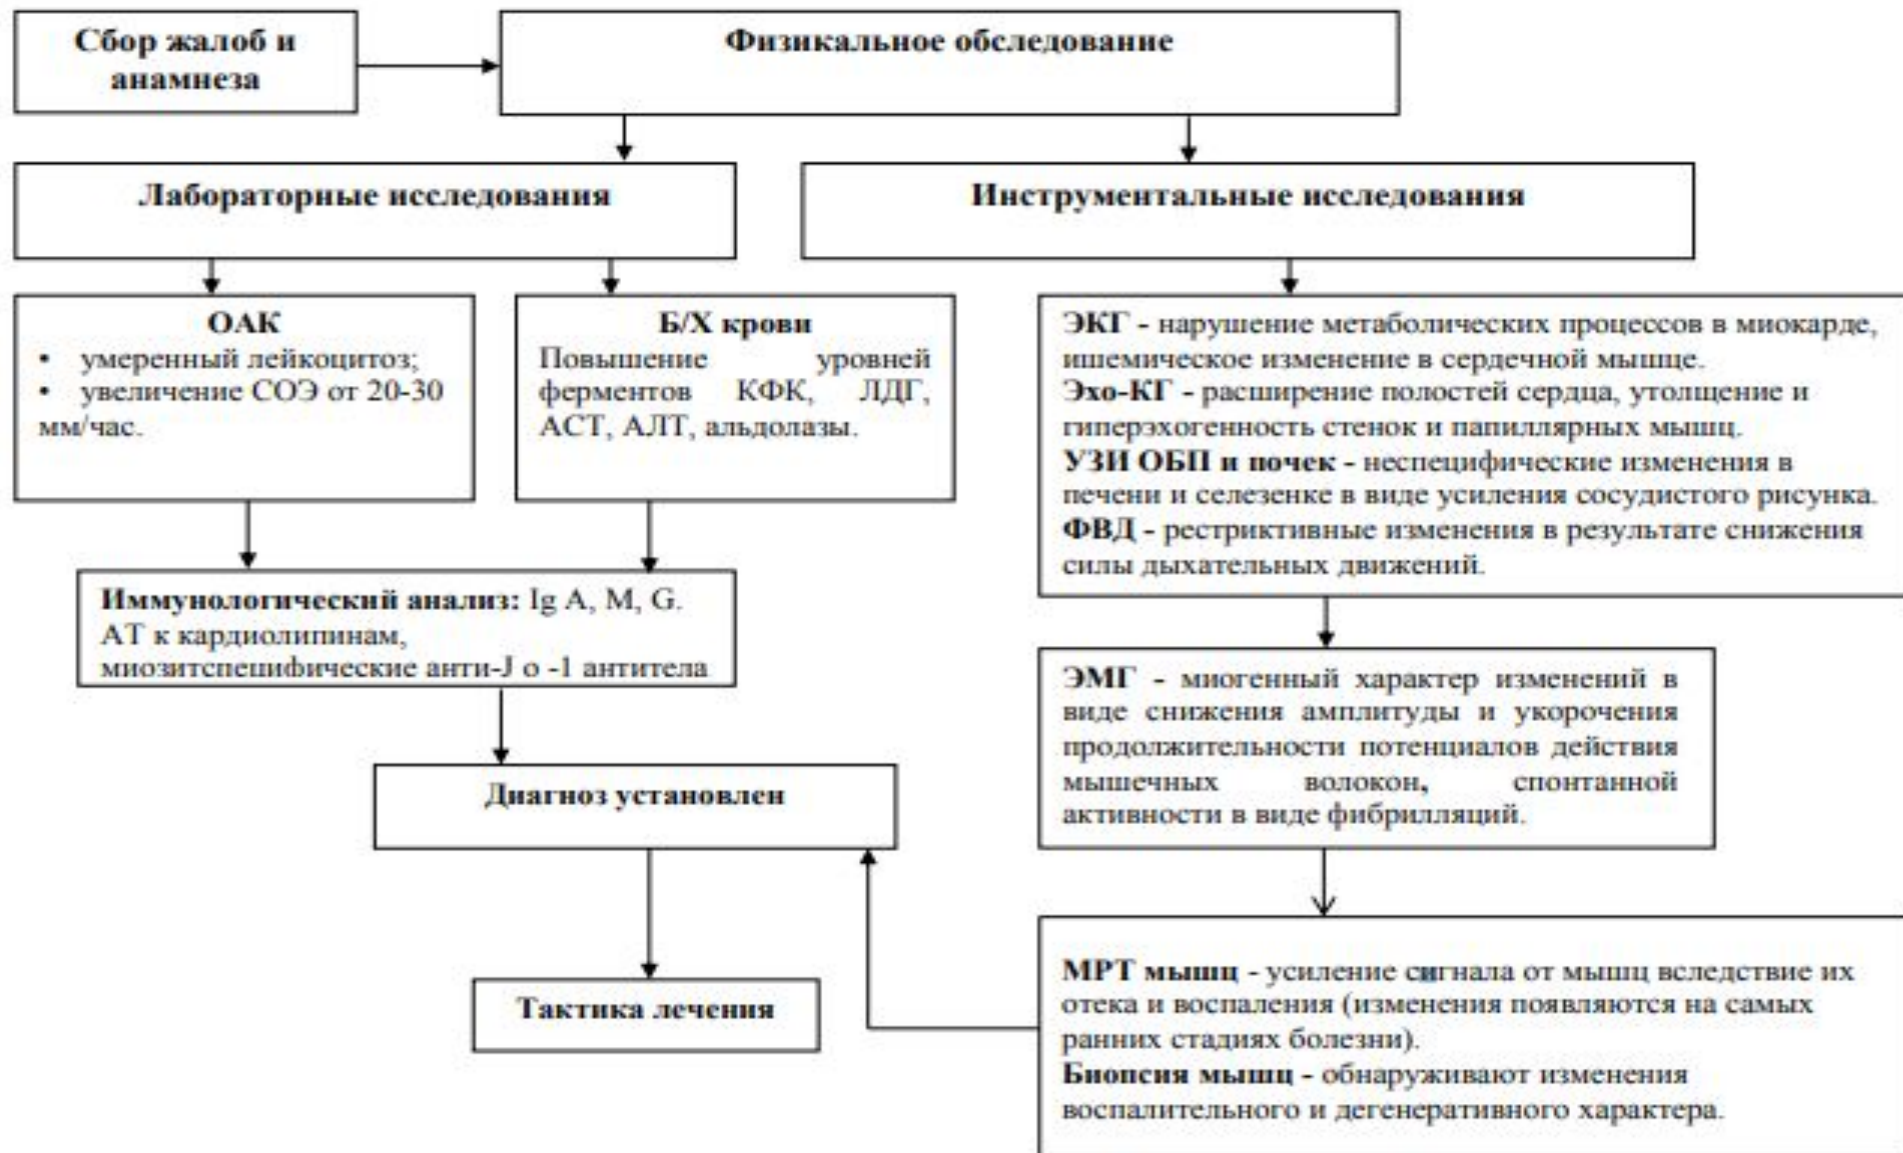 Сбор жалоб и
анамнеза
Физикальное обследование
Лабораторные исследования
Инструментальные исследования
ОАК
• умеренный лейкоцитоз;
• увеличение СОЭ от 20-30
мм/час.
Б/Х крови
Повышение уровней
ферментов КФК, ЛДГ,
АСТ, АЛТ, альдолазы.
ЭКГ - нарушение метаболических процессов в миокарде,
ишемическое изменение в сердечной мышце.
Эхо-КГ - расширение полостей сердца, утолщение и
гиперэхогенность стенок и папиллярных мышц.
УЗИ ОБП и почек - неспецифические изменения в
печени и селезенке в виде усиления сосудистого рисунка.
ФВД - рестриктивные изменения в результате снижения
силы дыхательных движений.
Иммунологический анализ: Ig A, M, G.
АТ к кардиолипинам,
миозитспецифические анти-J о -1 антитела
ЭМГ - миогенный характер изменений в
виде снижения амплитуды и укорочения
продолжительности потенциалов действия
мышечных волокон, спонтанной
активности в виде фибрилляций.
Диагноз установлен
МРТ мышц - усиление сигнала от мышц вследствие их
отека и воспаления (изменения появляются на самых
ранних стадиях болезни).
Биопсия мышц - обнаруживают изменения
воспалительного и дегенеративного характера.
Тактика лечения